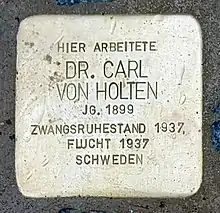 HIER ARBEITETE
DR. CARL
VON HOLTEN
JG. 1899
ZWANGSRUHESTAND 1937,
FLUCHT 1937
SCHWEDEN